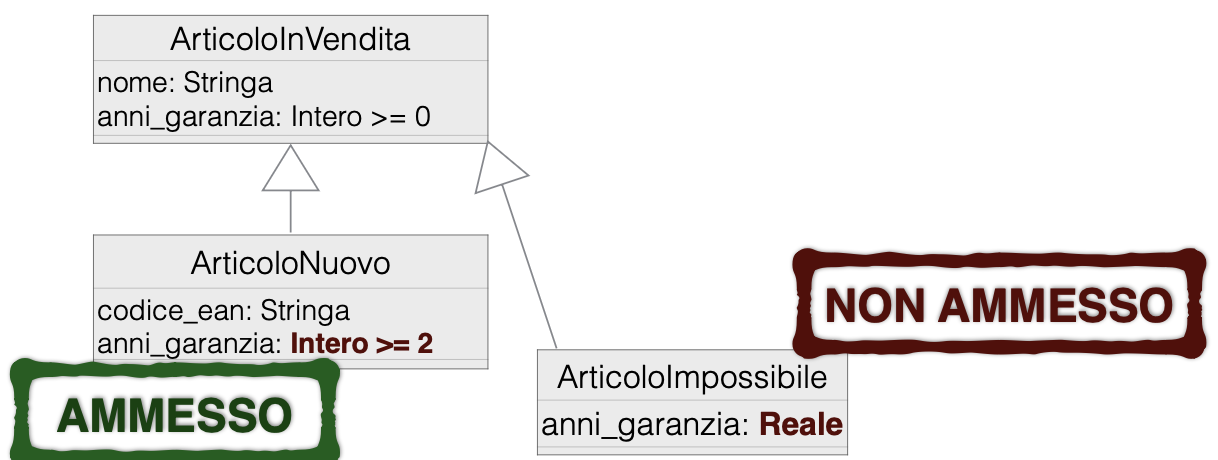 ArticoloInVendita
nome: Stringa
anni_garanzia: Intero >= 0
ArticoloNuovo
codice_ean: Stringa
anni_garanzia: Intero >= 2
AMMESSO
NON AMMESSO
ArticoloImpossibile
anni_garanzia: Reale